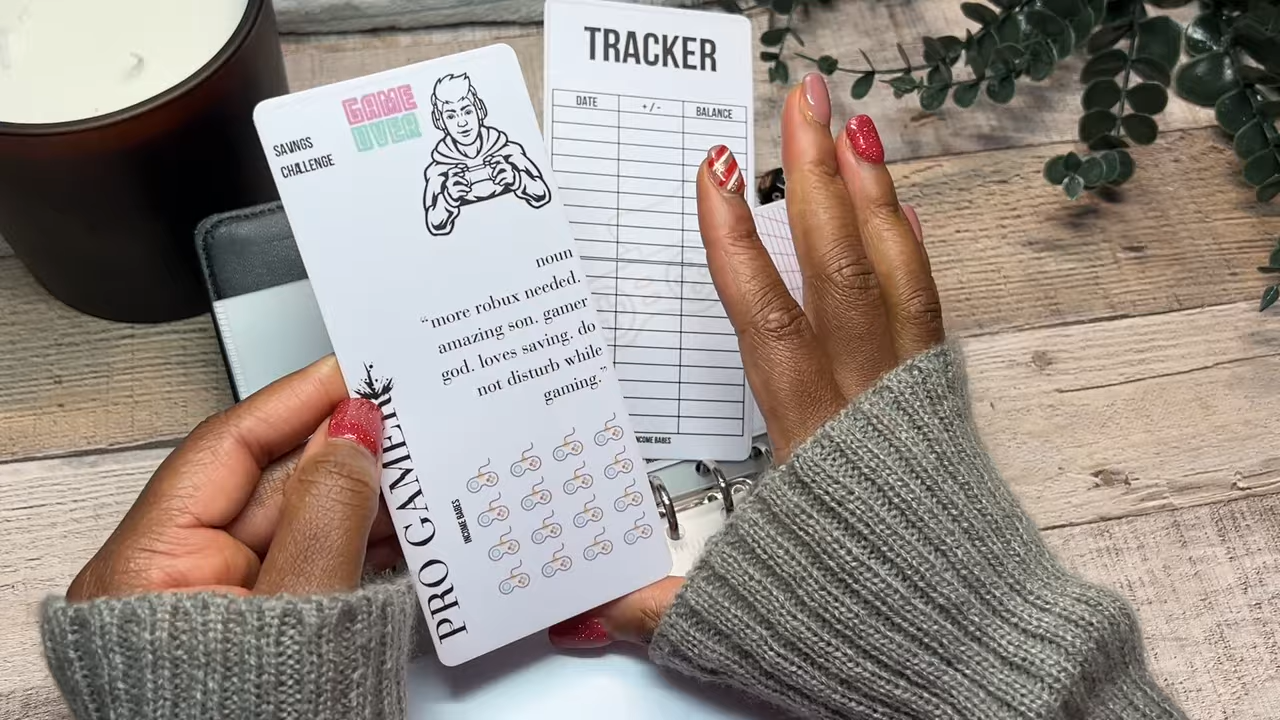 SAVINGS
CHALLENGE
GAME
OVER
noun
“more robux needed.
amazing son. gamer
god. loves saving. do
not disturb while
gaming.”
PRO GAMER
INCOME BABES
TRACKER
DATE +/- BALANCE
INCOME BABES